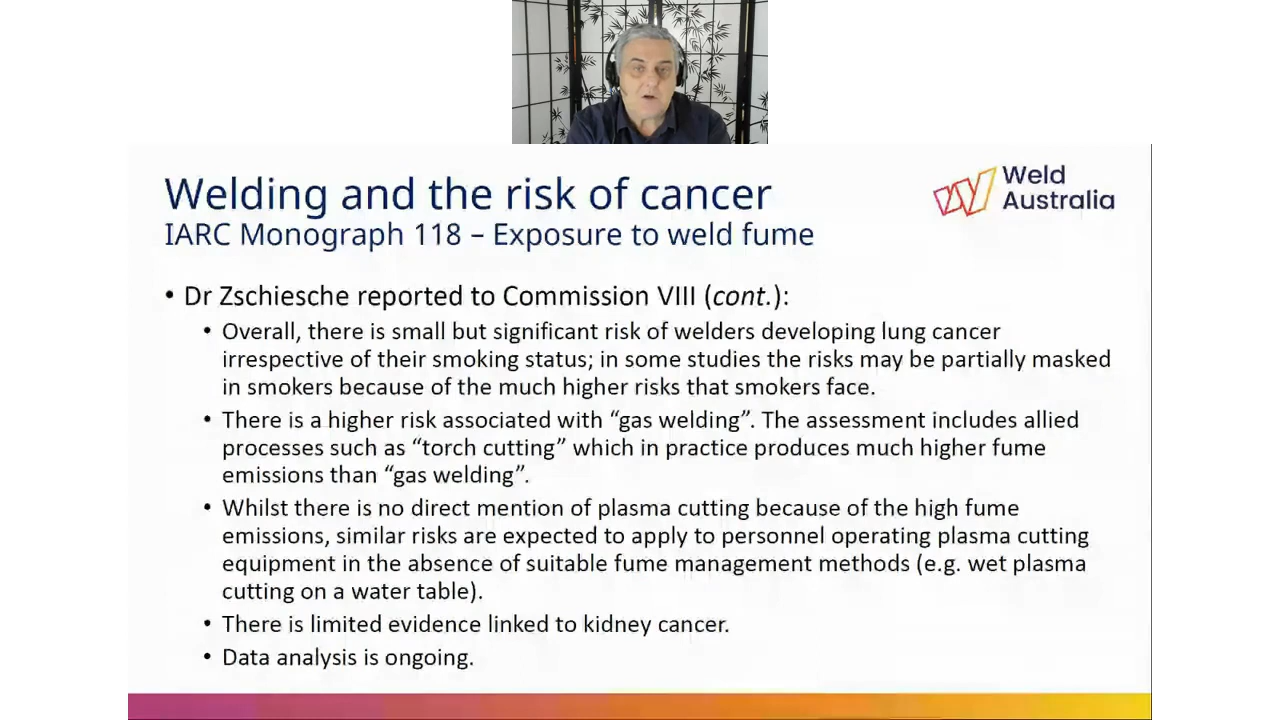 Welding and the risk of cancer
IARC Monograph 118 – Exposure to weld fume
Weld
Australia
• Dr Zschiesche reported to Commission VIII (cont.):
• Overall, there is small but significant risk of welders developing lung cancer
irrespective of their smoking status; in some studies the risks may be partially masked
in smokers because of the much higher risks that smokers face.
• There is a higher risk associated with “gas welding”. The assessment includes allied
processes such as “torch cutting” which in practice produces much higher fume
emissions than “gas welding”.
• Whilst there is no direct mention of plasma cutting because of the high fume
emissions, similar risks are expected to apply to personnel operating plasma cutting
equipment in the absence of suitable fume management methods (e.g. wet plasma
cutting on a water table).
• There is limited evidence linked to kidney cancer.
• Data analysis is ongoing.